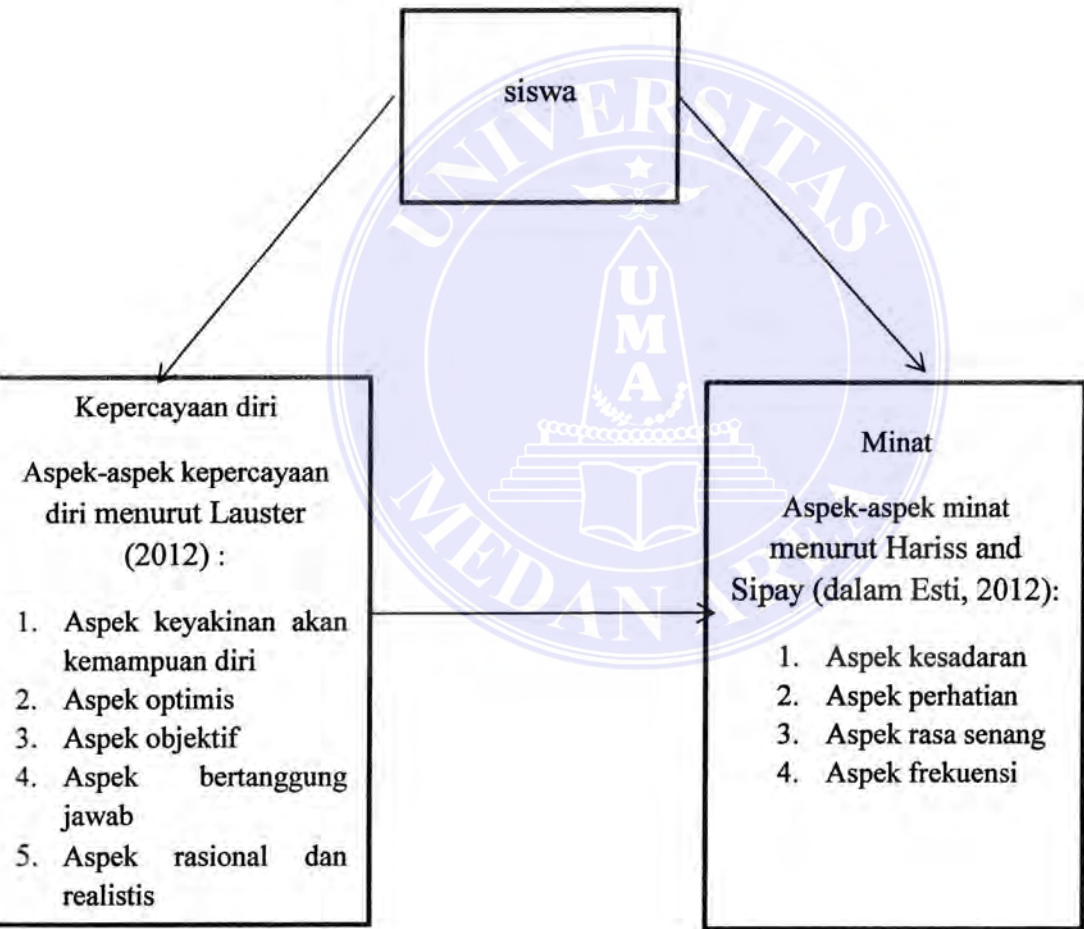 siswa
UNIVERSITAS
UMA
MEDAN AREA
Kepercayaan diri
Aspek-aspek kepercayaan
diri menurut Lauster
(2012) :
1. Aspek keyakinan akan
kemampuan diri
2. Aspek optimis
3. Aspek objektif
4. Aspek bertanggung
jawab
5. Aspek rasional dan
realistis
Minat
Aspek-aspek minat
menurut Hariss and
Sipay (dalam Esti, 2012):
1. Aspek kesadaran
2. Aspek perhatian
3. Aspek rasa senang
4. Aspek frekuensi